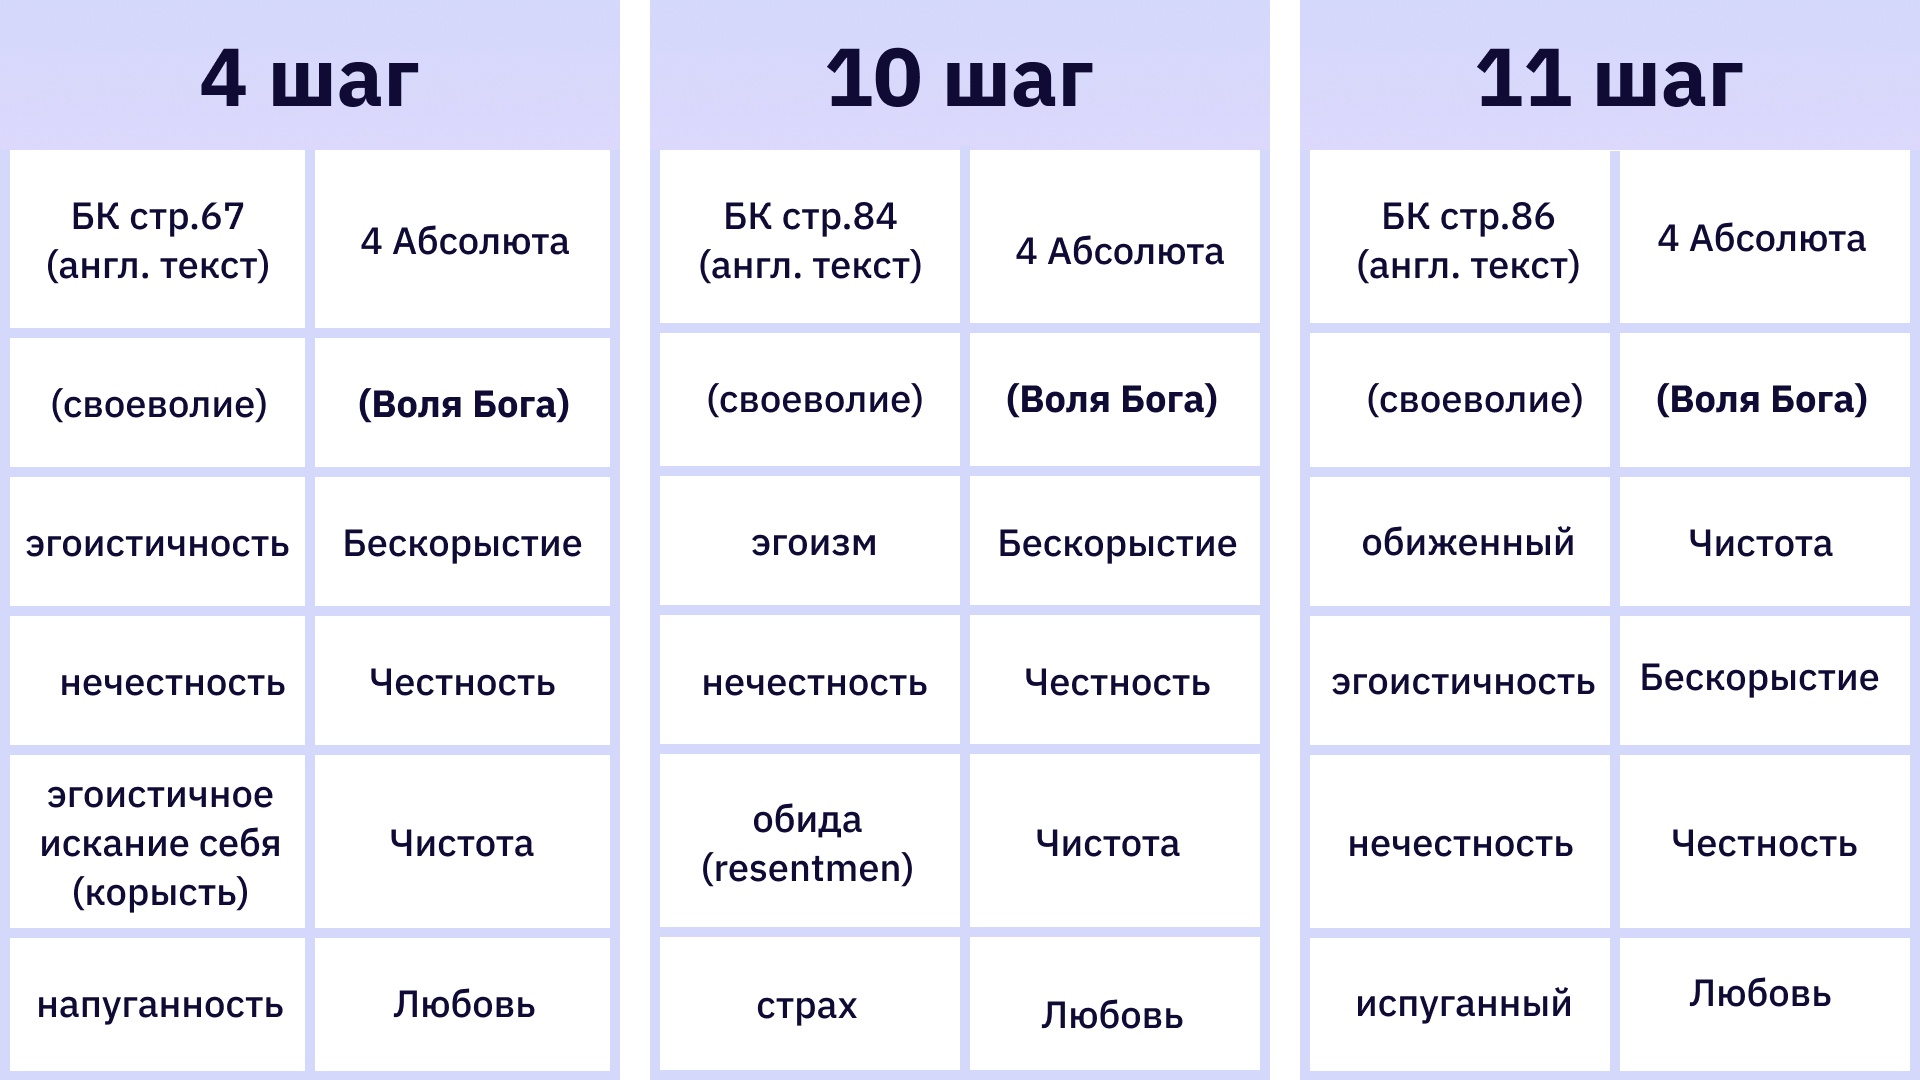 4 шаг
БК стр.67
(англ. текст)
4 Абсолюта
(своеволие)
(Воля Бога)
эгоистичность
Бескорыстие
нечестность
Честность
эгоистичное
искание себя
(корысть)
Чистота
напуганность
Любовь
10 шаг
БК стр.84
(англ. текст)
4 Абсолюта
(своеволие)
(Воля Бога)
эгоизм
Бескорыстие
нечестность
Честность
обида
(resentmen)
Чистота
страх
Любовь
11 шаг
БК стр.86
(англ. текст)
4 Абсолюта
(своеволие)
(Воля Бога)
обиженный
Чистота
эгоистичность
Бескорыстие
нечестность
Честность
испуганный
Любовь